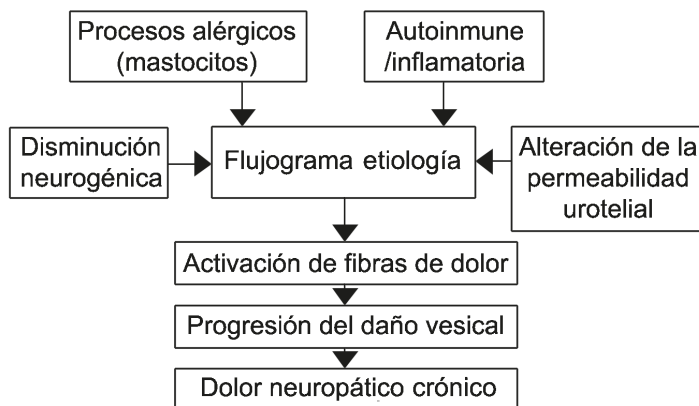 Procesos alérgicos
(mastocitos)
Autoinmune
/inflamatoria
Disminución
neurogénica
Flujograma etiología
Alteración de la
permeabilidad
urotelial
Activación de fibras de dolor
Progresión del daño vesical
Dolor neuropático crónico